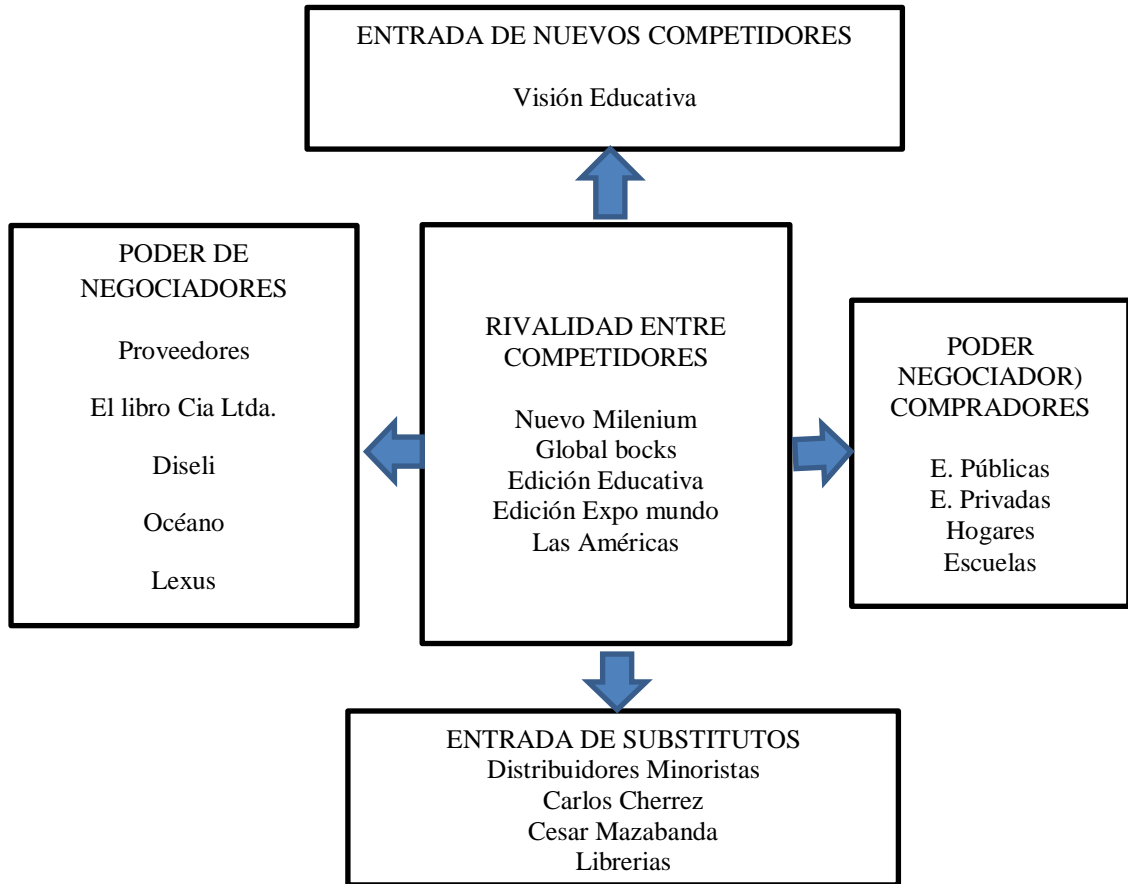 ENTRADA DE NUEVOS COMPETIDORES
Visión Educativa
PODER DE
NEGOCIADORES
Proveedores
El libro Cia Ltda.
Diseli
Océano
Lexus
RIVALIDAD ENTRE
COMPETIDORES
Nuevo Milenium
Global bocks
Edición Educativa
Edición Expo mundo
Las Américas
PODER
NEGOCIADOR)
COMPRADORES
E. Públicas
E. Privadas
Hogares
Escuelas
ENTRADA DE SUBSTITUTOS
Distribuidores Minoristas
Carlos Cherrez
Cesar Mazabanda
Librerias